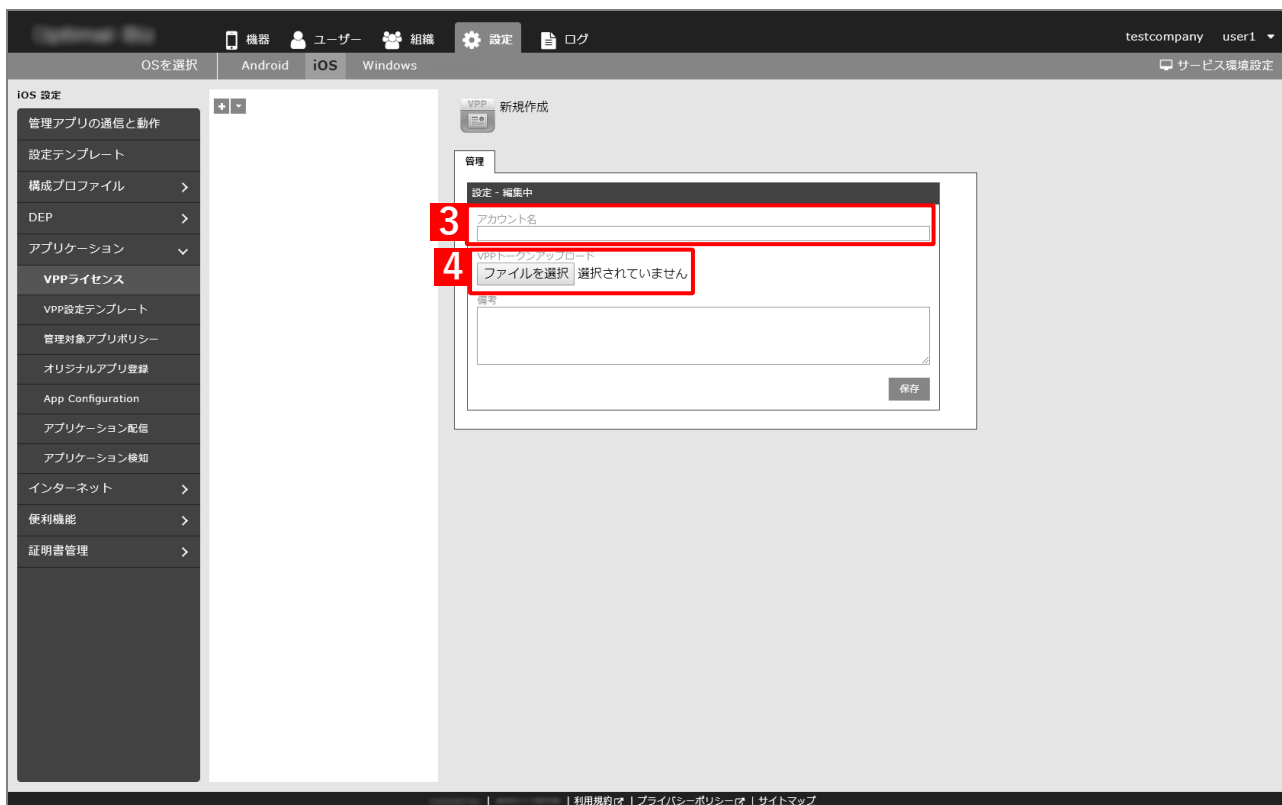 機器 ユーザー 組織 設定 ログ testcompany user1
OSを選択 Android iOS Windows サービス環境設定
iOS 設定
管理アプリの通信と動作
設定テンプレート
構成プロファイル
DEP
アプリケーション
VPPライセンス
VPP設定テンプレート
管理対象アプリポリシー
オリジナルアプリ登録
App Configuration
アプリケーション配信
アプリケーション検知
インターネット
便利機能
証明書管理
VPP 新規作成
管理
設定 - 編集中
3 アカウント名
VPPトークンアップロード
4 ファイルを選択 選択されていません
備考
保存
| | 利用規約 | プライバシーポリシー | サイトマップ